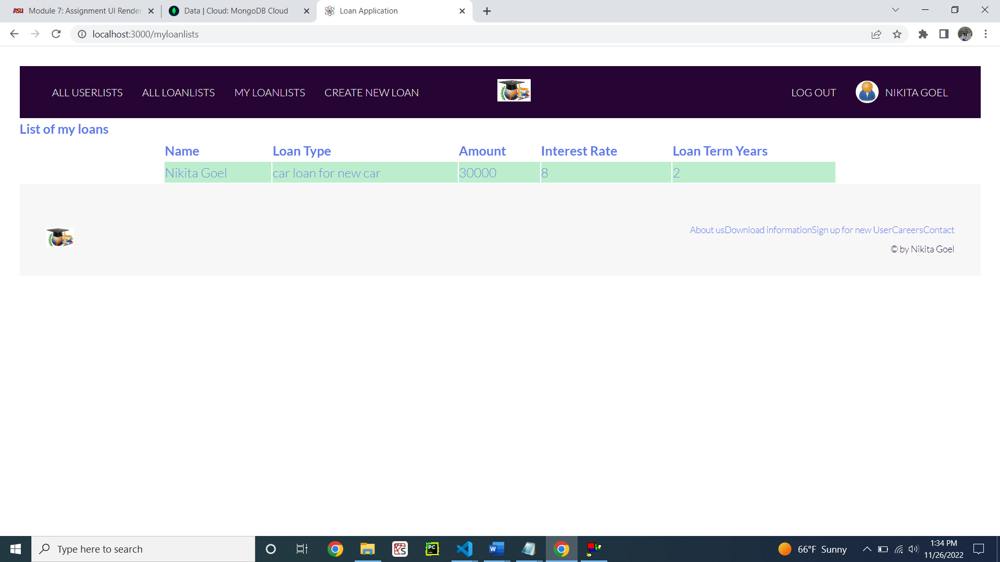 ASU Module 7: Assignment UI Render
Data | Cloud: MongoDB Cloud
Loan Application
localhost:3000/myloanlists
ALL USERLISTS ALL LOANLISTS MY LOANLISTS CREATE NEW LOAN LOG OUT NIKITA GOEL
List of my loans
Name Loan Type Amount Interest Rate Loan Term Years
Nikita Goel car loan for new car 30000 8 2
About usDownload informationSign up for new UserCareersContact
© by Nikita Goel
Type here to search
PC
W
66°F Sunny
1:34 PM
11/26/2022